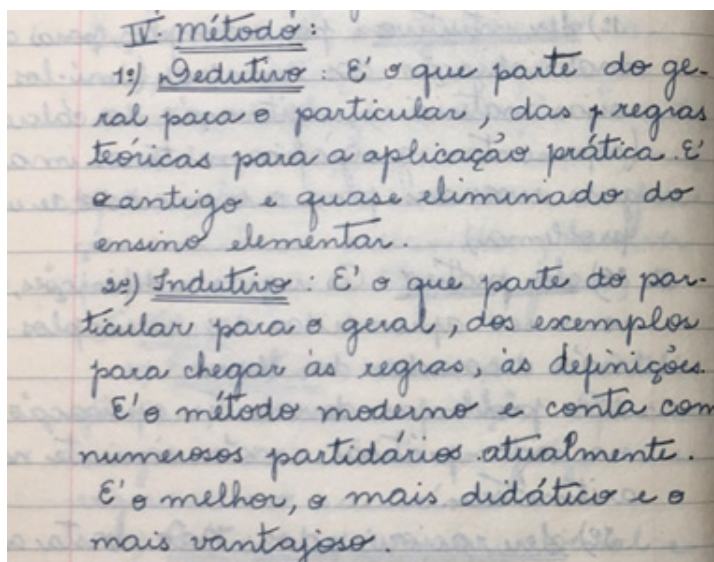 IV. Método:
1º) Dedutivo: E' o que parte do ge-
ral para o particular, das regras
teóricas para a aplicação prática. E'
o antigo e quase eliminado do
ensino elementar.
2º) Indutivo: E' o que parte do par-
ticular para o geral, dos exemplos
para chegar às regras, às definições.
E' o método moderno e conta com
numerosos partidários atualmente.
E' o melhor, o mais didático e o
mais vantajoso.